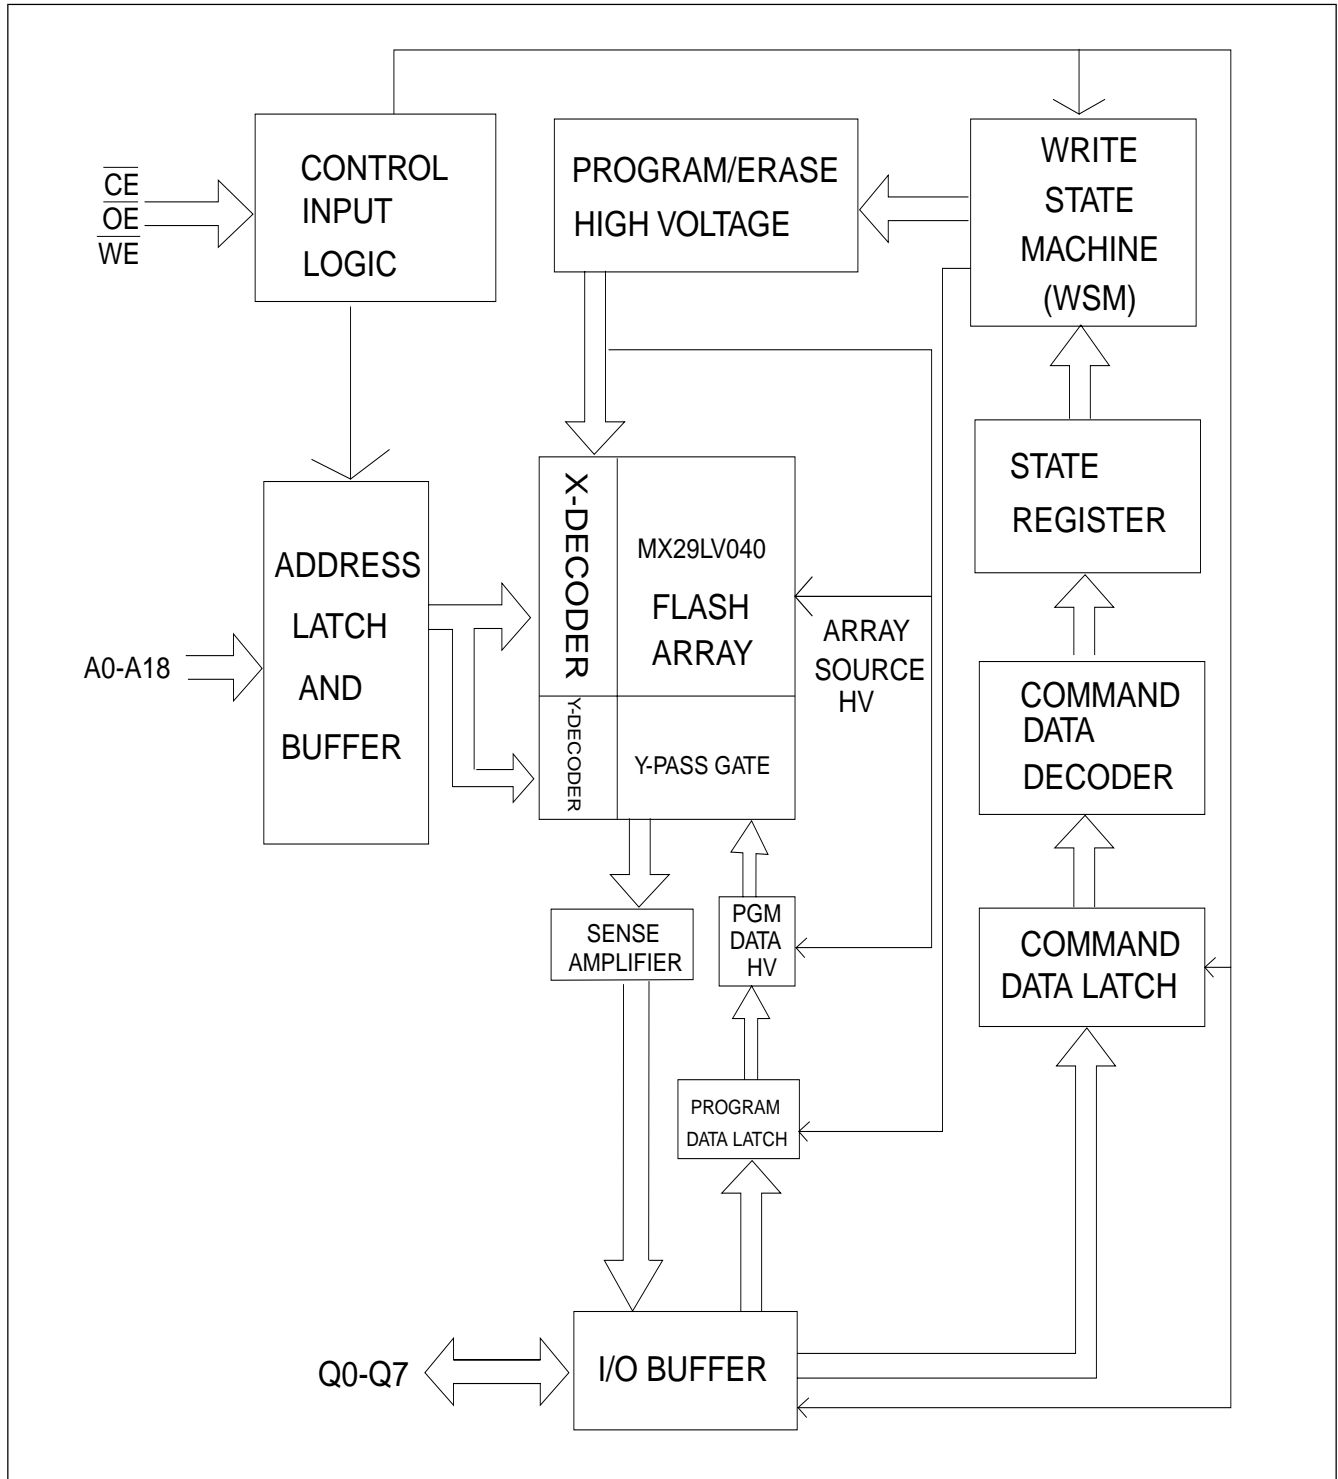 CE
OE
WE
CONTROL
INPUT
LOGIC
PROGRAM/ERASE
HIGH VOLTAGE
WRITE
STATE
MACHINE
(WSM)
STATE
REGISTER
A0-A18
ADDRESS
LATCH
AND
BUFFER
X-DECODER
MX29LV040
FLASH
ARRAY
ARRAY
SOURCE
HV
Y-DECODER
Y-PASS GATE
COMMAND
DATA
DECODER
SENSE
AMPLIFIER
PGM
DATA
HV
COMMAND
DATA LATCH
PROGRAM
DATA LATCH
Q0-Q7
I/O BUFFER